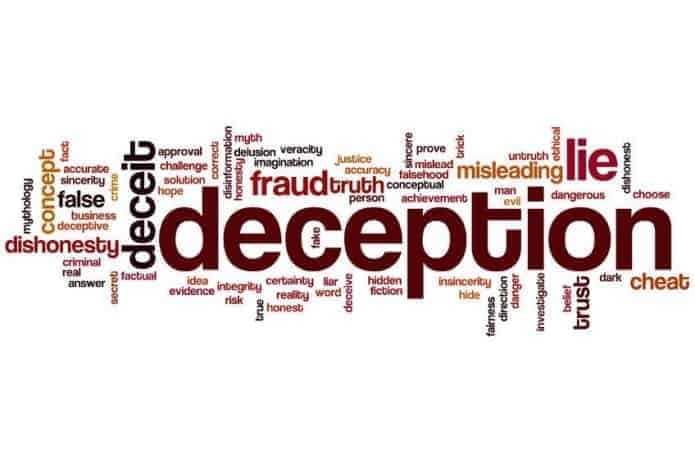 mythology
concept
fact
accurate
sincerity
false
business
deceptive
dishonesty
criminal
real
answer
crime
secret
deceit
factual
approval
challenge
solution
hope
correct
disinformation
honesty
myth
delusion
veracity
imagination
fraud
truth
justice
accuracy
person
conceptual
sincere
prove
mislead
falsehood
achievement
trick
misleading
untruth
ethical
man
evil
lie
dangerous
dishonest
choose
deception
fake
idea
evidence
integrity
risk
true
certainty
reality
honest
liar
word
deceive
hidden
fiction
insincerity
hide
fairness
direction
danger
investigate
belief
trust
dark
cheat